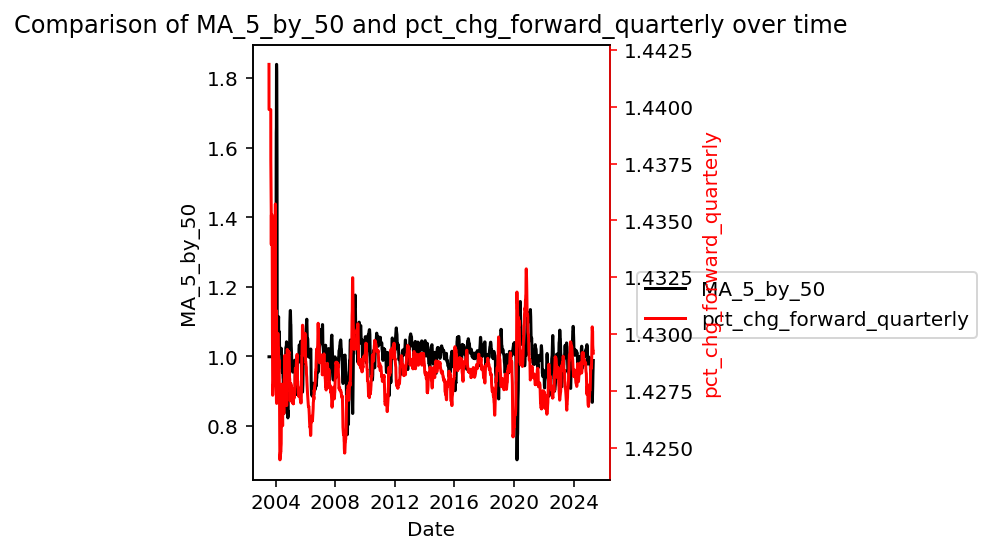 Comparison of MA_5_by_50 and pct_chg_forward_quarterly over time
MA_5_by_50
1.8
1.6
1.4
1.2
1.0
0.8
1.4425
1.4400
1.4375
1.4350
1.4325
1.4300
1.4275
1.4250
pct_chg_forward_quarterly
MA_5_by_50
pct_chg_forward_quarterly
2004 2008 2012 2016 2020 2024
Date